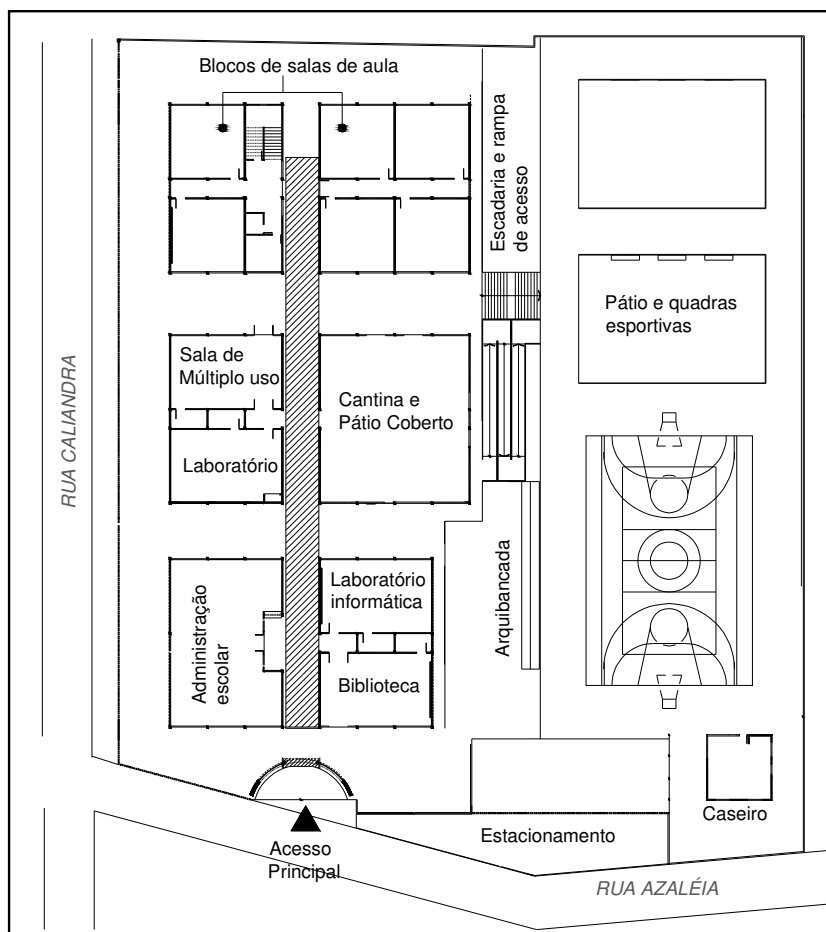 Blocos de salas de aula
Escadaria e rampa
de acesso
Pátio e quadras
esportivas
Sala de
Múltiplo uso
Cantina e
Pátio Coberto
RUA CALIANDRA
Laboratório
Laboratório
informática
Administração
escolar
Arquibancada
Biblioteca
Caseiro
Estacionamento
Acesso
Principal
RUA AZALÉIA